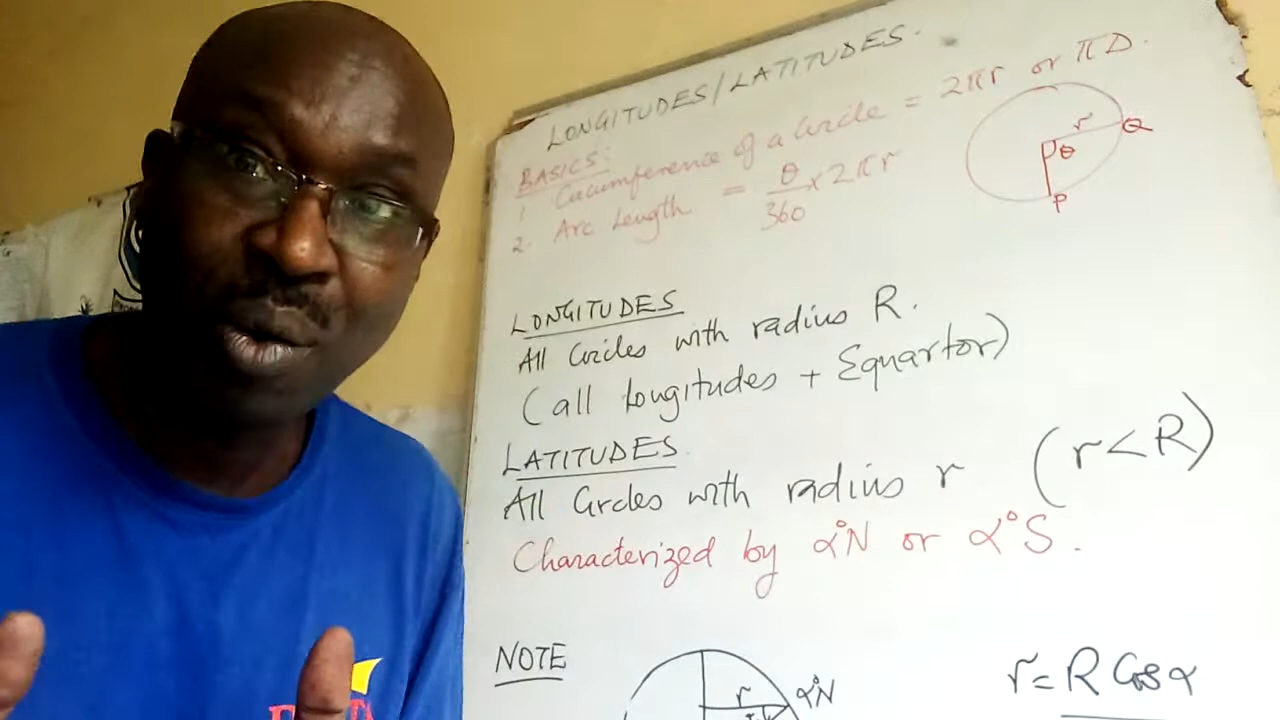 LONGITUDES/LATITUDES.
BASICS:
1. Cacumference of a Circle = 2πr or πD.
2. Arc Length = θ/360 × 2πr
r
θ
Q
P
LONGITUDES
All Circles with radius R.
(all Longitudes + Equartor)
LATITUDES
All Circles with radius r (r<R)
Characterized by α°N or α°S.
NOTE
r
α°N
r = R Cos α